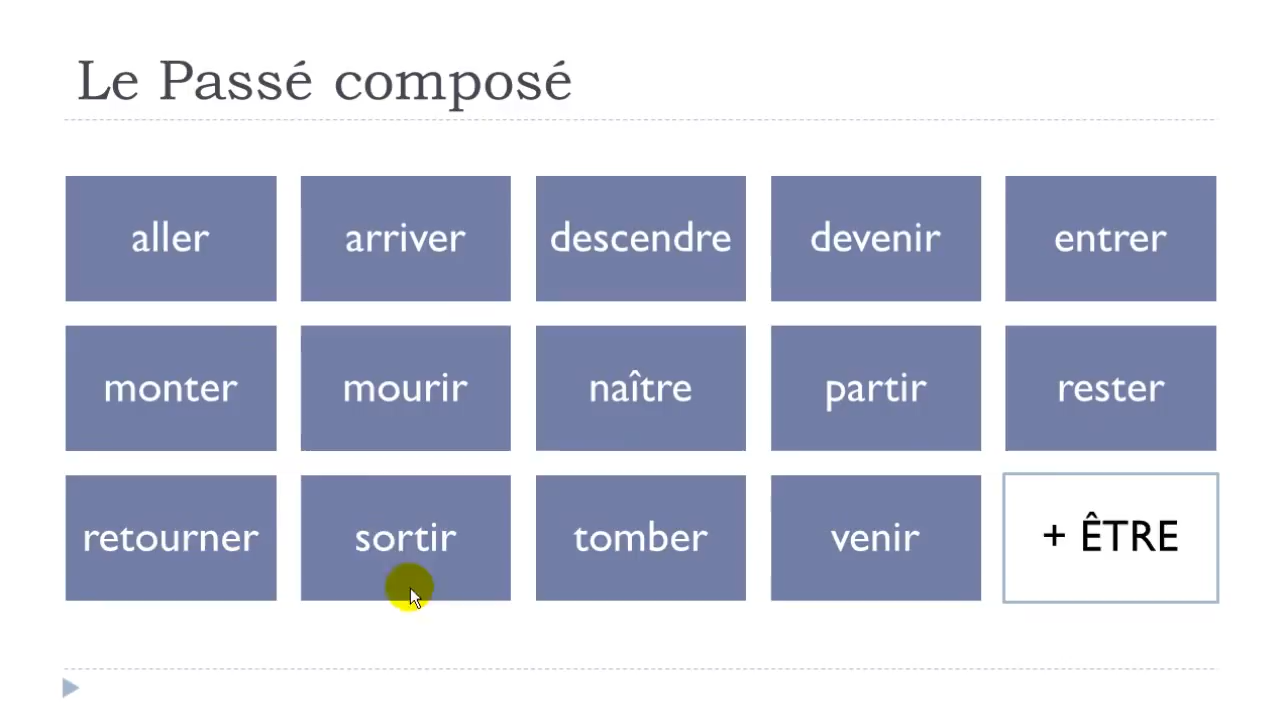 Le Passé composé
aller
arriver
descendre
devenir
entrer
monter
mourir
naître
partir
rester
retourner
sortir
tomber
venir
+ ÊTRE